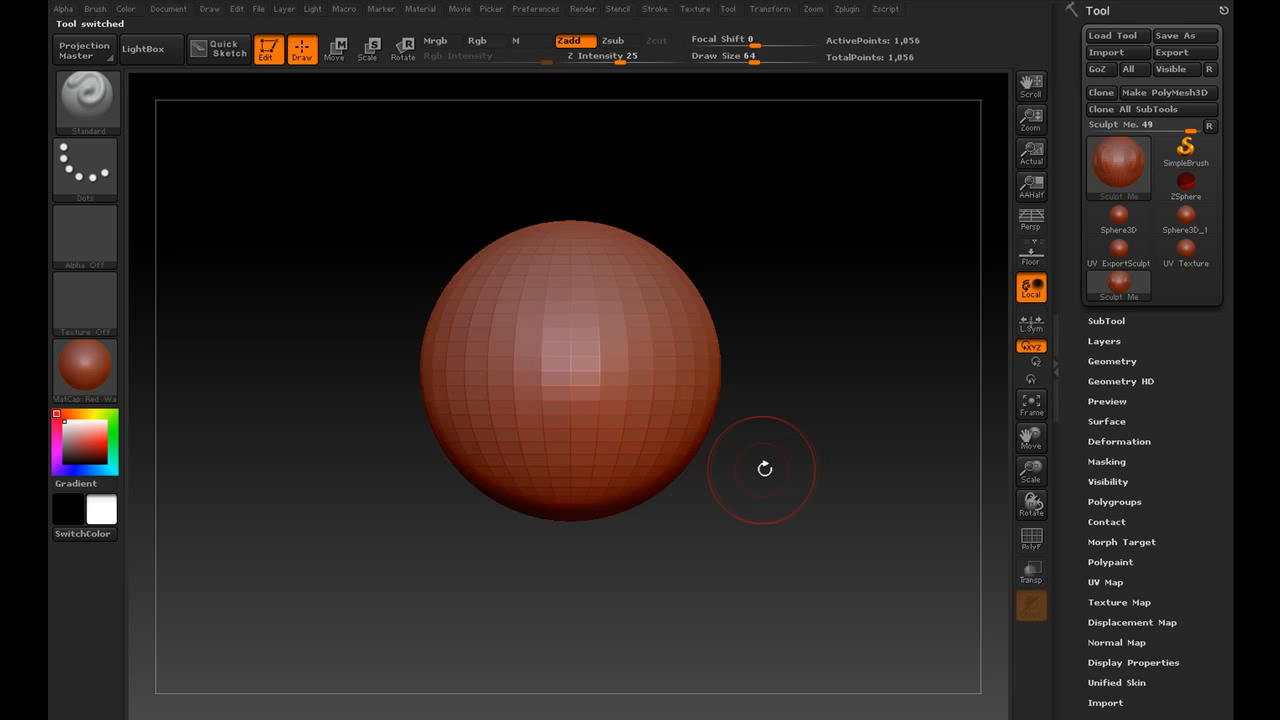 Alpha Brush Color Document Draw Edit File Layer Light Macro Marker Material Movie Picker Preferences Render Stencil Stroke Texture Tool Transform Zoom Zplugin Zscript
Tool switched
Projection Master
LightBox
Quick Sketch
Edit
Draw
Move
Scale
Rotate
Mrgb Rgb M
Rgb Intensity
Zadd Zsub Zcut
Z Intensity 25
Focal Shift 0
Draw Size 64
ActivePoints: 1,056
TotalPoints: 1,056
Standard
Dots
Alpha Off
Texture Off
MatCap Red Wa
Gradient
SwitchColor
Scroll
Zoom
Actual
AAHalf
Persp
Floor
Local
L.Sym
XYZ
Frame
Move
Scale
Rotate
PolyF
Transp
Tool
Load Tool Save As
Import Export
GoZ All Visible R
Clone Make PolyMesh3D
Clone All SubTools
Sculpt Me. 49 R
Sculpt Me
SimpleBrush
ZSphere
Sphere3D Sphere3D_1
UV_ExportSculpt UV_Texture
Sculpt Me
SubTool
Layers
Geometry
Geometry HD
Preview
Surface
Deformation
Masking
Visibility
Polygroups
Contact
Morph Target
Polypaint
UV Map
Texture Map
Displacement Map
Normal Map
Display Properties
Unified Skin
Import